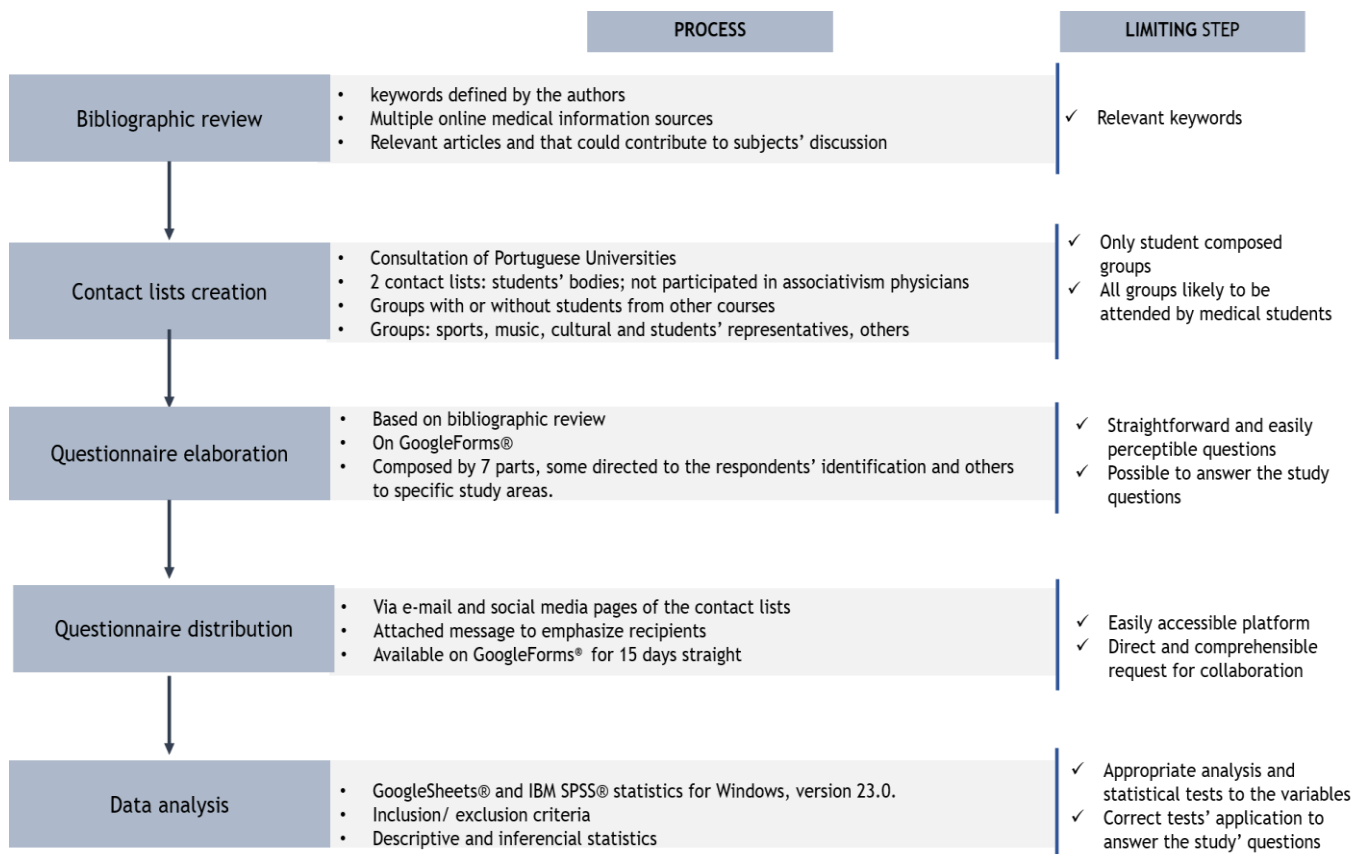 PROCESS
LIMITING STEP
Bibliographic review
• keywords defined by the authors
• Multiple online medical information sources
• Relevant articles and that could contribute to subjects’ discussion
✓ Relevant keywords
Contact lists creation
• Consultation of Portuguese Universities
• 2 contact lists: students’ bodies; not participated in associativism physicians
• Groups with or without students from other courses
• Groups: sports, music, cultural and students’ representatives, others
✓ Only student composed
groups
✓ All groups likely to be
attended by medical students
Questionnaire elaboration
• Based on bibliographic review
• On GoogleForms®
• Composed by 7 parts, some directed to the respondents’ identification and others
to specific study areas.
✓ Straightforward and easily
perceptible questions
✓ Possible to answer the study
questions
Questionnaire distribution
• Via e-mail and social media pages of the contact lists
• Attached message to emphasize recipients
• Available on GoogleForms® for 15 days straight
✓ Easily accessible platform
✓ Direct and comprehensible
request for collaboration
Data analysis
• GoogleSheets® and IBM SPSS® statistics for Windows, version 23.0.
• Inclusion/ exclusion criteria
• Descriptive and inferencial statistics
✓ Appropriate analysis and
statistical tests to the variables
✓ Correct tests’ application to
answer the study’ questions